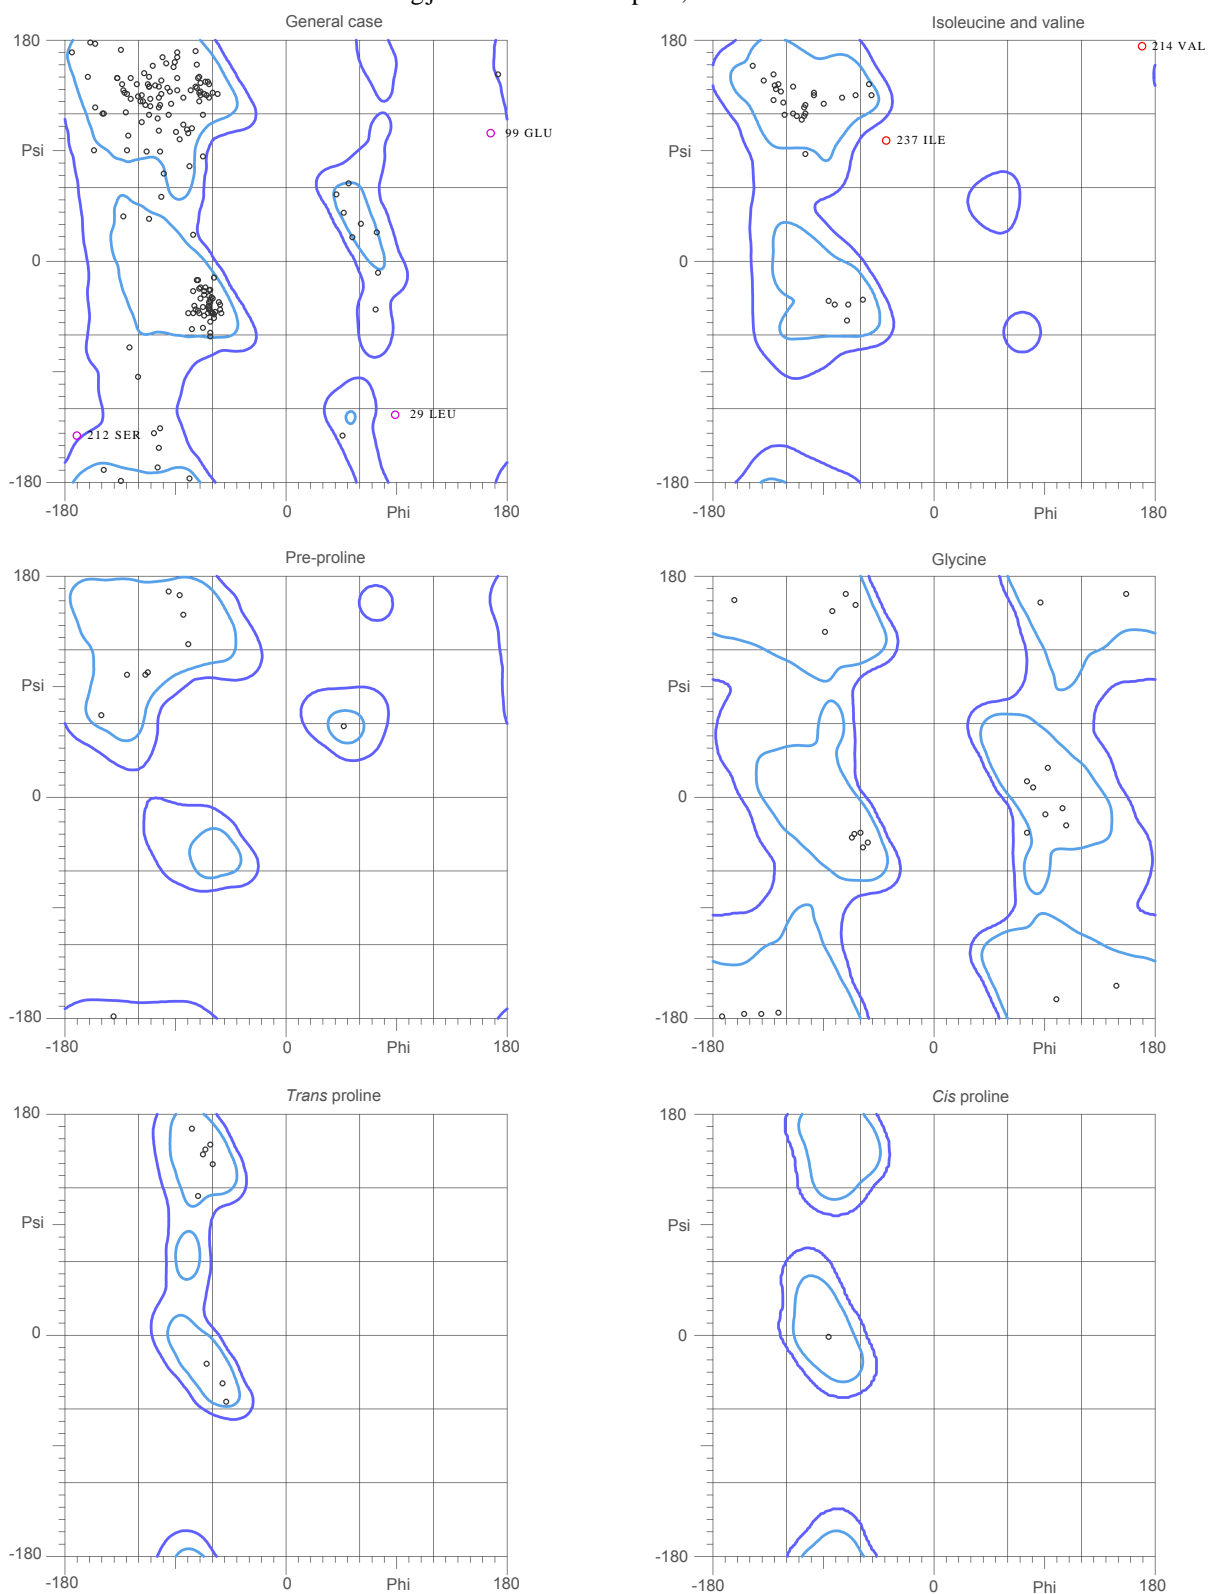 General case
Isoleucine and valine
180
180
214 VAL
99 GLU
237 ILE
Psi
Psi
0
0
29 LEU
212 SER
-180
-180
-180
0
Phi
180
-180
0
Phi
180
Pre-proline
Glycine
180
180
Psi
Psi
0
0
-180
-180
-180
0
Phi
180
-180
0
Phi
180
Trans proline
Cis proline
180
180
Psi
Psi
0
0
-180
-180
-180
0
Phi
180
-180
0
Phi
180